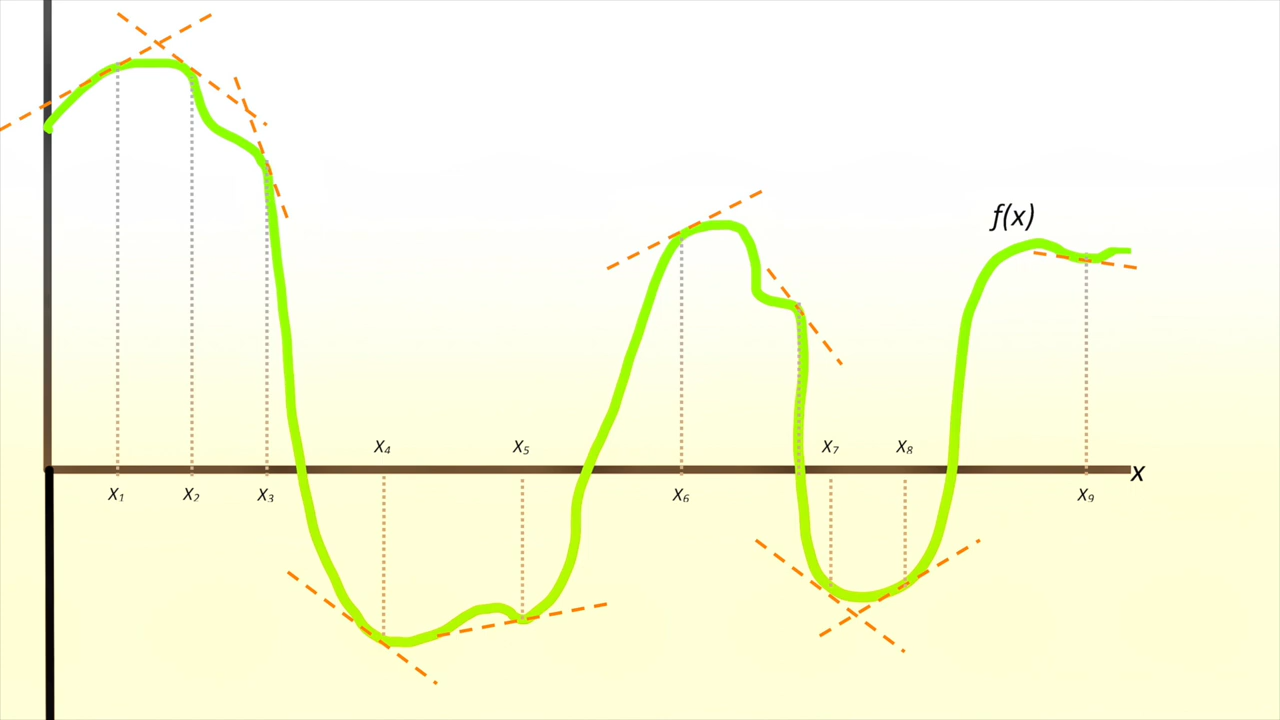 f(x)
X₄ X₅ X₇ X₈
X
X₁ X₂ X₃ X₆ X₉